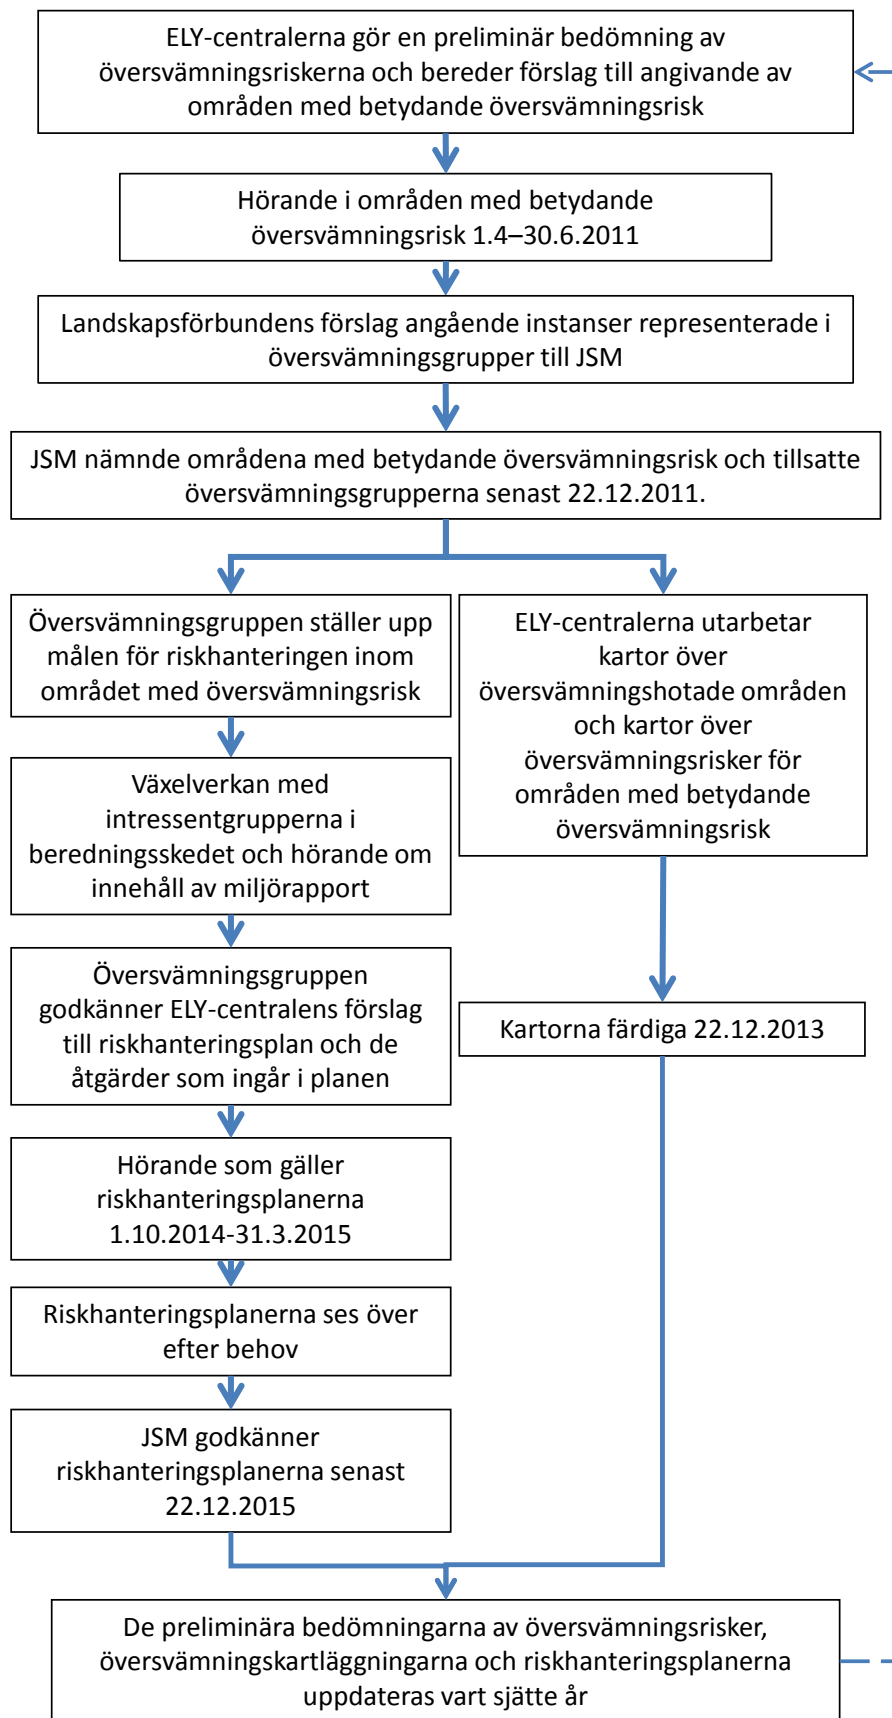 ELY-centralerna gör en preliminär bedömning av
översvämningsriskerna och bereder förslag till angivande av
områden med betydande översvämningsrisk
Hörande i områden med betydande
översvämningsrisk 1.4–30.6.2011
Landskapsförbundens förslag angående instanser representerade i
översvämningsgrupper till JSM
JSM nämnde områdena med betydande översvämningsrisk och tillsatte
översvämningsgrupperna senast 22.12.2011.
Översvämningsgruppen ställer upp
målen för riskhanteringen inom
området med översvämningsrisk
Växelverkan med
intressentgrupperna i
beredningsskedet och hörande om
innehåll av miljörapport
Översvämningsgruppen
godkänner ELY-centralens förslag
till riskhanteringsplan och de
åtgärder som ingår i planen
Hörande som gäller
riskhanteringsplanerna
1.10.2014-31.3.2015
Riskhanteringsplanerna ses över
efter behov
JSM godkänner
riskhanteringsplanerna senast
22.12.2015
ELY-centralerna utarbetar
kartor över
översvämningshotade områden
och kartor över
översvämningsrisker för
områden med betydande
översvämningsrisk
Kartorna färdiga 22.12.2013
De preliminära bedömningarna av översvämningsrisker,
översvämningskartläggningarna och riskhanteringsplanerna
uppdateras vart sjätte år